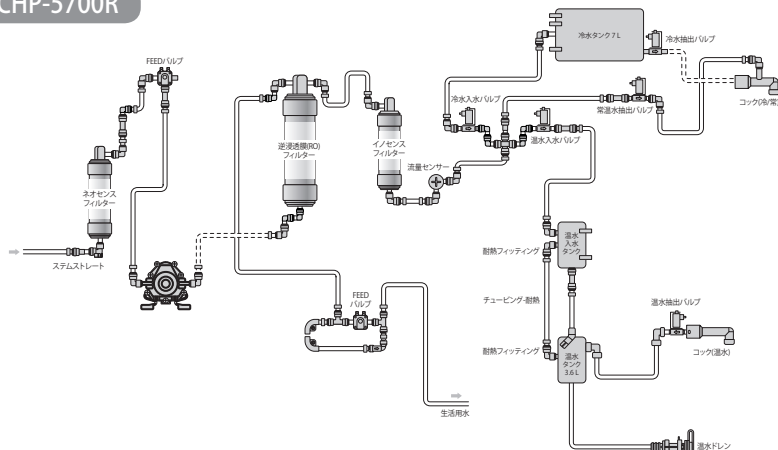 CHP-5700R
FEEDバルブ
冷水タンク 7 L
冷水抽出バルブ
冷水入水バルブ
常温水抽出バルブ
コック(冷/常)
温水入水バルブ
逆浸透膜(RO)
フィルター
イノセンス
フィルター
流量センサー
ネオセンス
フィルター
ステムストレート
温水
入水
タンク
耐熱フィッティング
チュービング-耐熱
FEED
バルブ
温水抽出バルブ
コック(温水)
耐熱フィッティング
温水
タンク
3.6 L
生活用水
温水ドレン